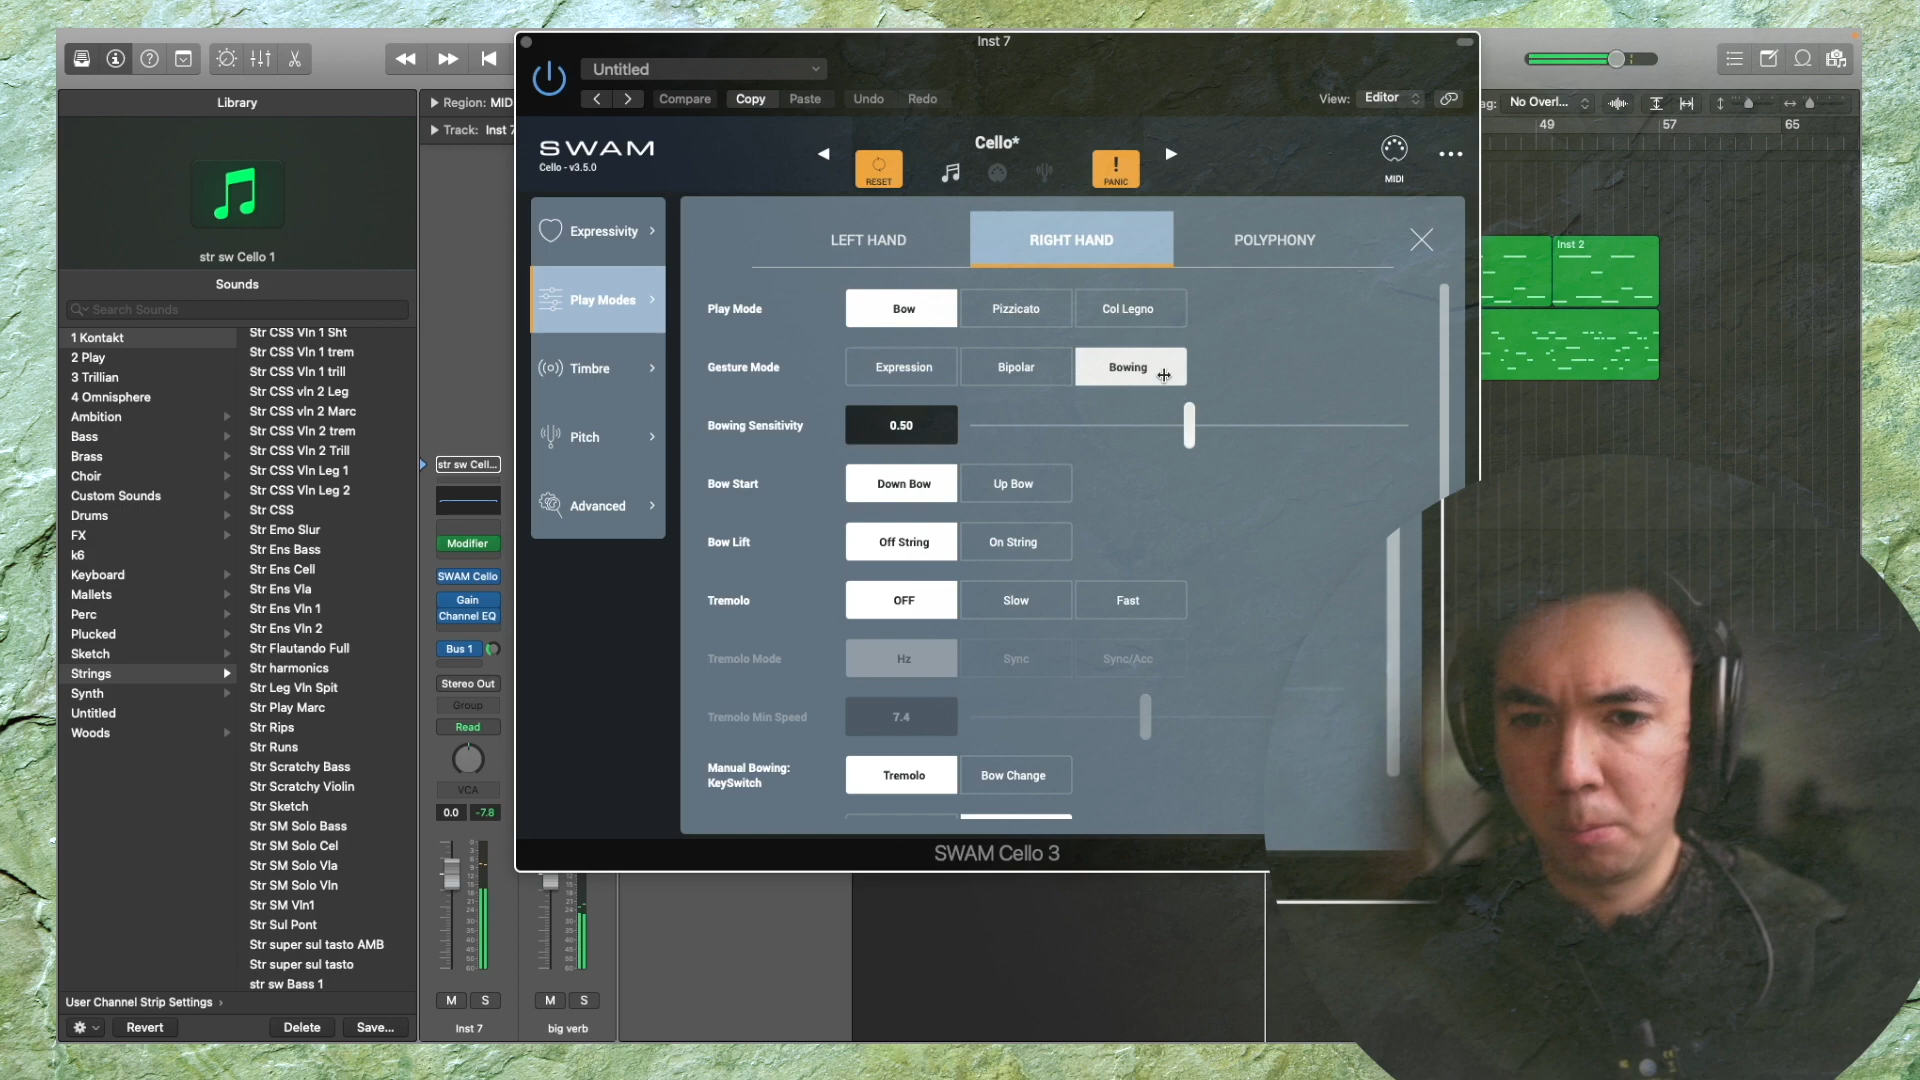 Library
str sw Cello 1
Sounds
Search Sounds
1 Kontakt
2 Play
3 Trillian
4 Omnisphere
Ambition
Bass
Brass
Choir
Custom Sounds
Drums
FX
k6
Keyboard
Mallets
Perc
Plucked
Sketch
Strings
Synth
Untitled
Woods
Str CSS Vln 1 Sht
Str CSS Vln 1 trem
Str CSS Vln 1 trill
Str CSS vln 2 Leg
Str CSS vln 2 Marc
Str CSS Vln 2 trem
Str CSS Vln 2 Trill
Str CSS Vln Leg 1
Str CSS Vln Leg 2
Str CSS
Str Emo Slur
Str Ens Bass
Str Ens Cell
Str Ens Vla
Str Ens Vln 1
Str Ens Vln 2
Str Flautando Full
Str harmonics
Str Leg Vln Spit
Str Play Marc
Str Rips
Str Runs
Str Scratchy Bass
Str Scratchy Violin
Str Sketch
Str SM Solo Bass
Str SM Solo Cel
Str SM Solo Vla
Str SM Solo Vln
Str SM Vln1
Str Sul Pont
Str super sul tasto AMB
Str super sul tasto
str sw Bass 1
User Channel Strip Settings
Revert
Delete
Save...
Region: MID
Track: Inst 7
str sw Cell...
Modifier
SWAM Cello
Gain
Channel EQ
Bus 1
Stereo Out
Group
Read
VCA
0.0 -7.8
M S
M S
Inst 7
big verb
Inst 7
Untitled
Compare
Copy
Paste
Undo
Redo
View: Editor
SWAM
Cello - v3.5.0
RESET
Cello*
PANIC
MIDI
Expressivity
Play Modes
Timbre
Pitch
Advanced
LEFT HAND
RIGHT HAND
POLYPHONY
Play Mode Bow Pizzicato Col Legno
Gesture Mode Expression Bipolar Bowing
Bowing Sensitivity 0.50
Bow Start Down Bow Up Bow
Bow Lift Off String On String
Tremolo OFF Slow Fast
Tremolo Mode Hz Sync Sync/Acc
Tremolo Min Speed 7.4
Manual Bowing: KeySwitch Tremolo Bow Change
SWAM Cello 3
No Overl...
49 57 65
Inst 2